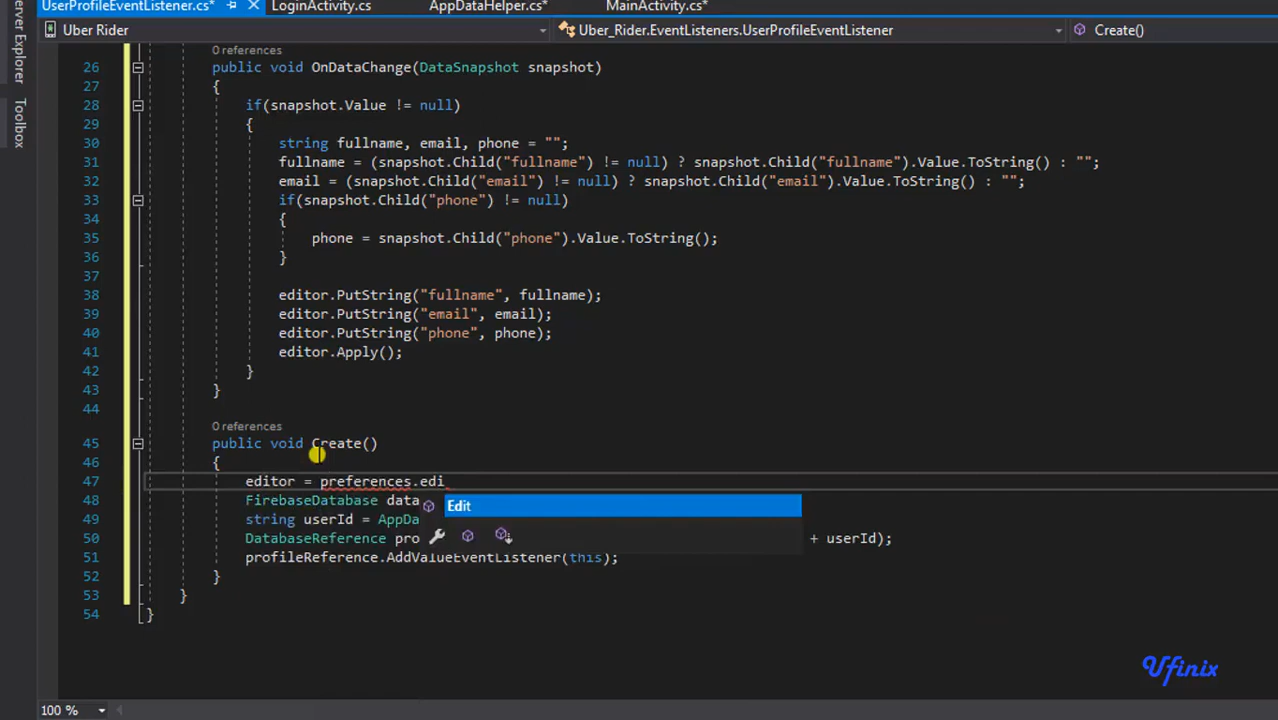 UserProfileEventListener.cs* LoginActivity.cs AppDataHelper.cs* MainActivity.cs*
Server Explorer
Toolbox
Uber Rider Uber_Rider.EventListeners.UserProfileEventListener Create()
0 references
26 public void OnDataChange(DataSnapshot snapshot)
27 {
28 if(snapshot.Value != null)
29 {
30 string fullname, email, phone = "";
31 fullname = (snapshot.Child("fullname") != null) ? snapshot.Child("fullname").Value.ToString() : "";
32 email = (snapshot.Child("email") != null) ? snapshot.Child("email").Value.ToString() : "";
33 if(snapshot.Child("phone") != null)
34 {
35 phone = snapshot.Child("phone").Value.ToString();
36 }
37
38 editor.PutString("fullname", fullname);
39 editor.PutString("email", email);
40 editor.PutString("phone", phone);
41 editor.Apply();
42 }
43 }
44
0 references
45 public void Create()
46 {
47 editor = preferences.edi
48 FirebaseDatabase data
Edit
49 string userId = AppDa
50 DatabaseReference pro + userId);
51 profileReference.AddValueEventListener(this);
52 }
53 }
54 }
Ufinix
100 %